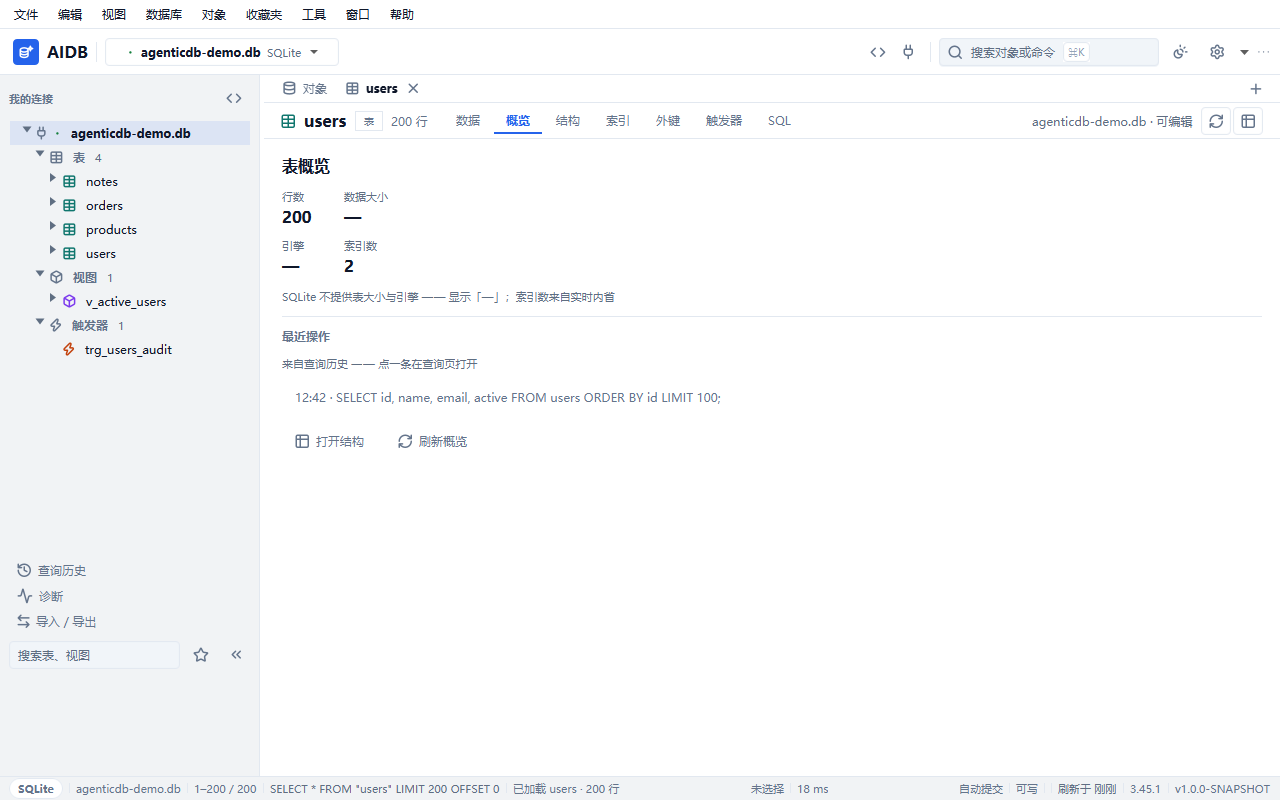 文件 编辑 视图 数据库 对象 收藏夹 工具 窗口 帮助
AIDB · agenticdb-demo.db SQLite 搜索对象或命令 ⌘K
我的连接
· agenticdb-demo.db
表 4
notes
orders
products
users
视图 1
v_active_users
触发器 1
trg_users_audit
查询历史
诊断
导入 / 导出
搜索表、视图
对象 users
users 表 200 行 数据 概览 结构 索引 外键 触发器 SQL agenticdb-demo.db · 可编辑
表概览
行数 数据大小
200 —
引擎 索引数
— 2
SQLite 不提供表大小与引擎 —— 显示「—」；索引数来自实时内省
最近操作
来自查询历史 —— 点一条在查询页打开
12:42 · SELECT id, name, email, active FROM users ORDER BY id LIMIT 100;
打开结构 刷新概览
SQLite agenticdb-demo.db 1–200 / 200 SELECT * FROM "users" LIMIT 200 OFFSET 0 已加载 users · 200 行 未选择 18 ms 自动提交 可写 刷新于 刚刚 3.45.1 v1.0.0-SNAPSHOT